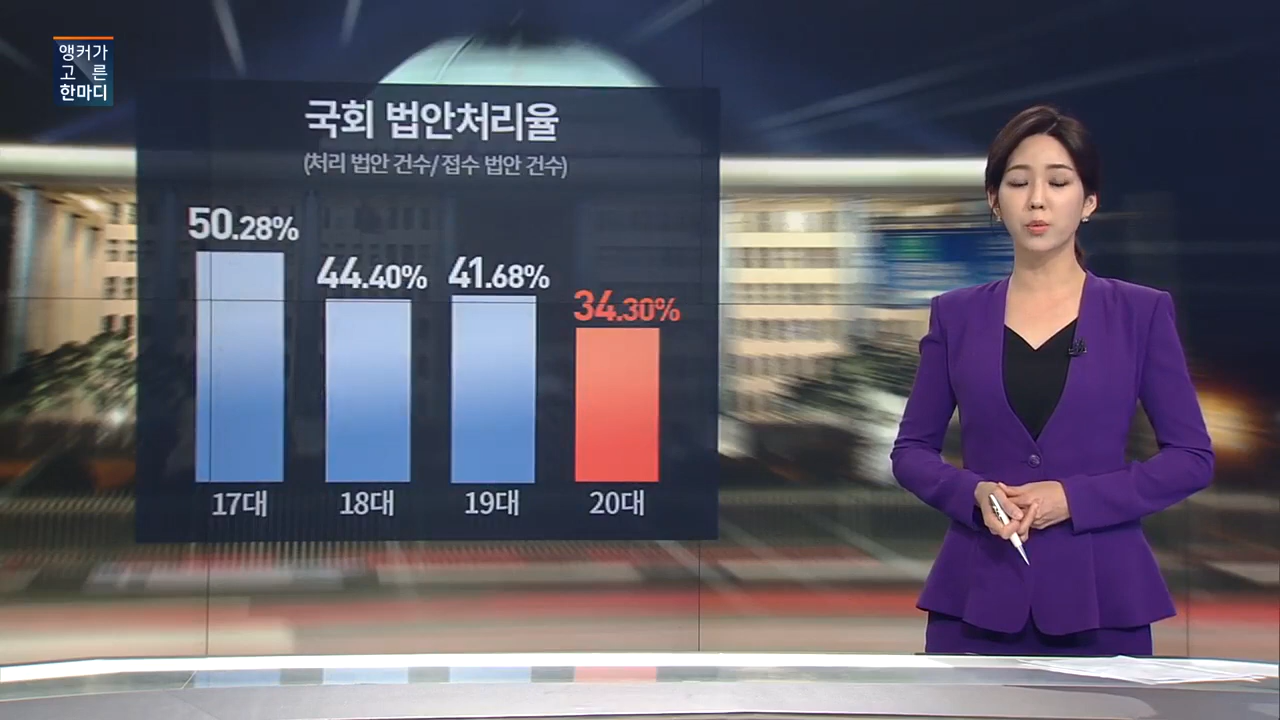 앵커가
고른
한마디
국회 법안처리율
(처리 법안 건수/ 접수 법안 건수)
50.28%
44.40%
41.68%
34.30%
17대
18대
19대
20대